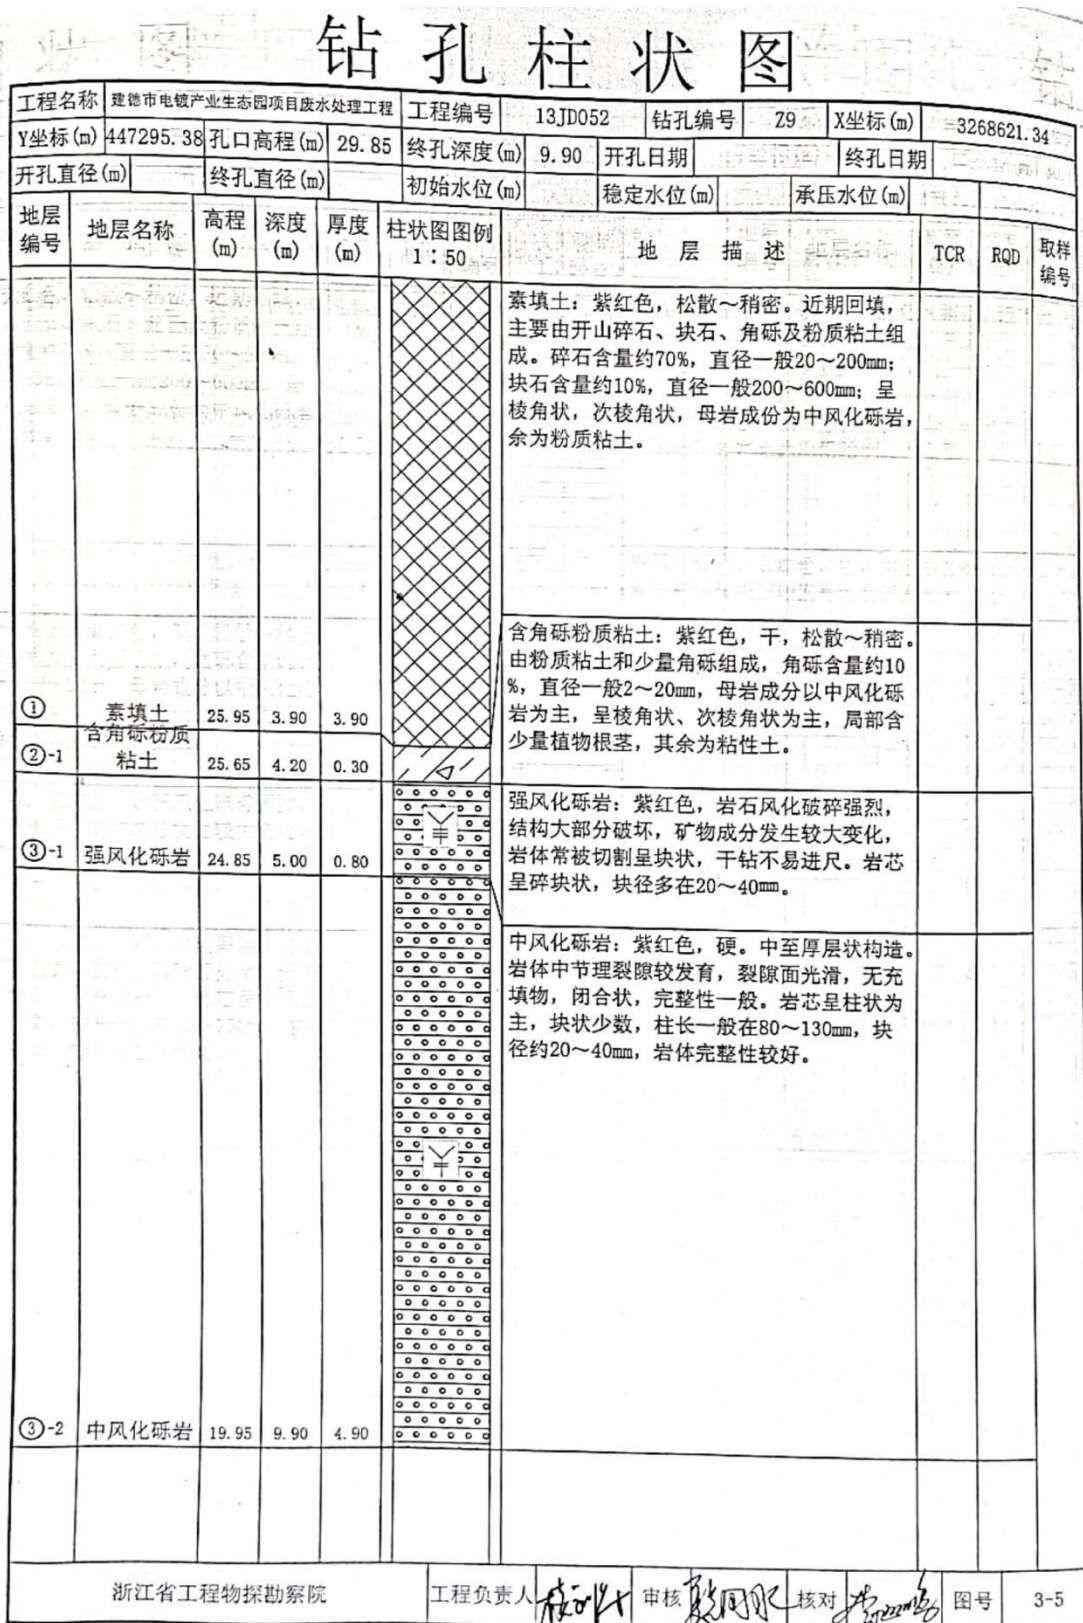 钻孔柱状图
工程名称 建德市电镀产业生态园项目废水处理工程 工程编号 13JD052 钻孔编号 Z9 X坐标(m) 3268621.34
Y坐标(m) 447295.38 孔口高程(m) 29.85 终孔深度(m) 9.90 开孔日期 终孔日期
开孔直径(m) 终孔直径(m) 初始水位(m) 稳定水位(m) 承压水位(m)
地层编号 地层名称 高程(m) 深度(m) 厚度(m) 柱状图图例 1:50 地层描述 TCR RQD 取样编号
素填土：紫红色，松散～稍密。近期回填，
主要由开山碎石、块石、角砾及粉质粘土组
成。碎石含量约70%，直径一般20～200mm；
块石含量约10%，直径一般200～600mm；呈
棱角状，次棱角状，母岩成份为中风化砾岩，
余为粉质粘土。
① 素填土 25.95 3.90 3.90
含角砾粉质粘土：紫红色，干，松散～稍密。
由粉质粘土和少量角砾组成，角砾含量约10
%，直径一般2～20mm，母岩成分以中风化砾
岩为主，呈棱角状、次棱角状为主，局部含
少量植物根茎，其余为粘性土。
②-1 含角砾粉质粘土 25.65 4.20 0.30
强风化砾岩：紫红色，岩石风化破碎强烈，
结构大部分破坏，矿物成分发生较大变化，
岩体常被切割呈块状，干钻不易进尺。岩芯
呈碎块状，块径多在20～40mm。
③-1 强风化砾岩 24.85 5.00 0.80
中风化砾岩：紫红色，硬。中至厚层状构造。
岩体中节理裂隙较发育，裂隙面光滑，无充
填物，闭合状，完整性一般。岩芯呈柱状为
主，块状少数，柱长一般在80～130mm，块
径约20～40mm，岩体完整性较好。
③-2 中风化砾岩 19.95 9.90 4.90
浙江省工程物探勘察院 工程负责人 审核 核对 图号 3-5